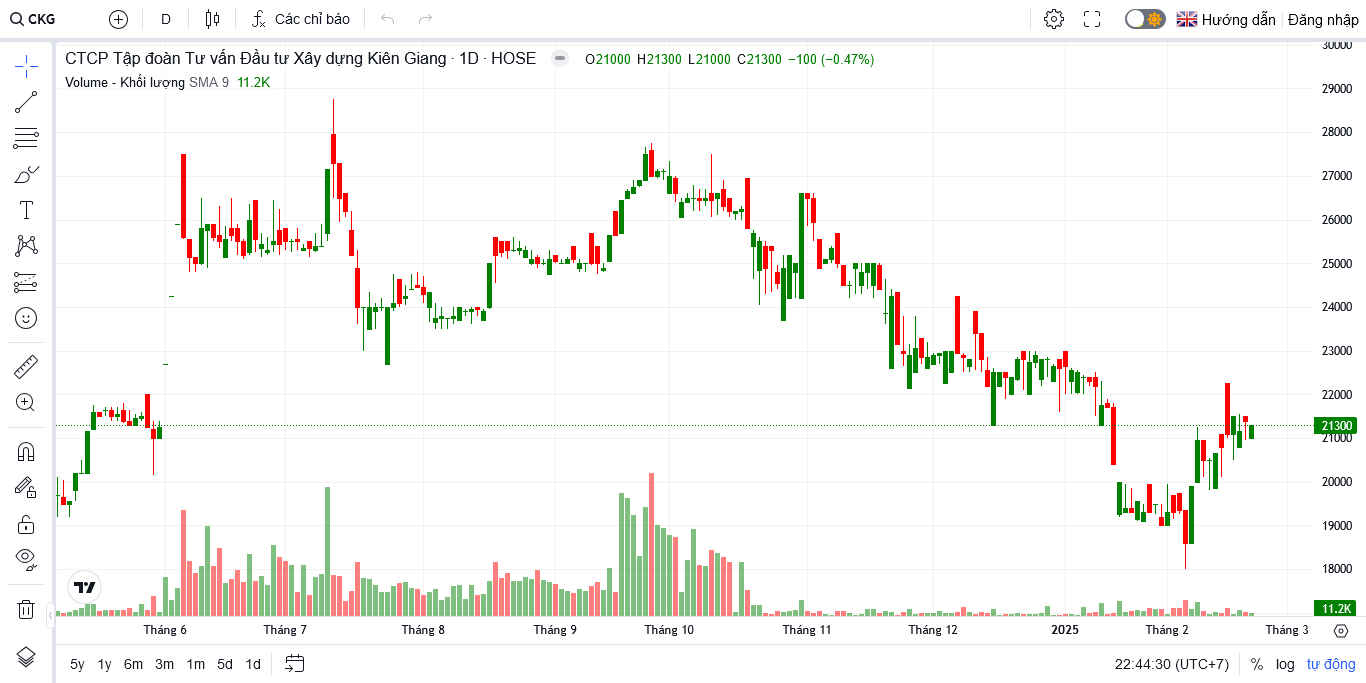 CKG D Các chỉ báo Hướng dẫn Đăng nhập
CTCP Tập đoàn Tư vấn Đầu tư Xây dựng Kiên Giang · 1D · HOSE O21000 H21300 L21000 C21300 −100 (−0.47%)
Volume - Khối lượng SMA 9 11.2K
30000
29000
28000
27000
26000
25000
24000
23000
22000
21300
21000
20000
19000
18000
11.2K
Tháng 6 Tháng 7 Tháng 8 Tháng 9 Tháng 10 Tháng 11 Tháng 12 2025 Tháng 2 Tháng 3
5y 1y 6m 3m 1m 5d 1d 22:44:30 (UTC+7) % log tự động